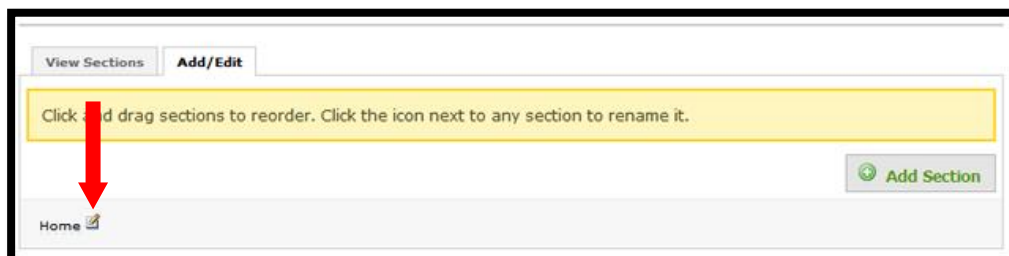 View Sections Add/Edit
Click and drag sections to reorder. Click the icon next to any section to rename it.
Add Section
Home